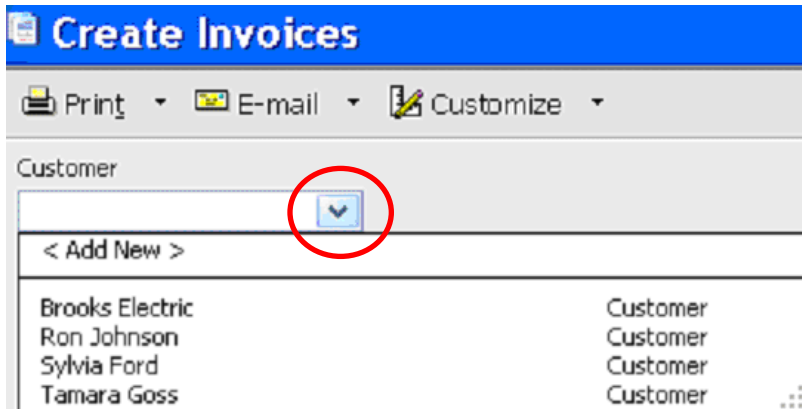 Create Invoices
Print E-mail Customize
Customer
< Add New >
Brooks Electric Customer
Ron Johnson Customer
Sylvia Ford Customer
Tamara Goss Customer